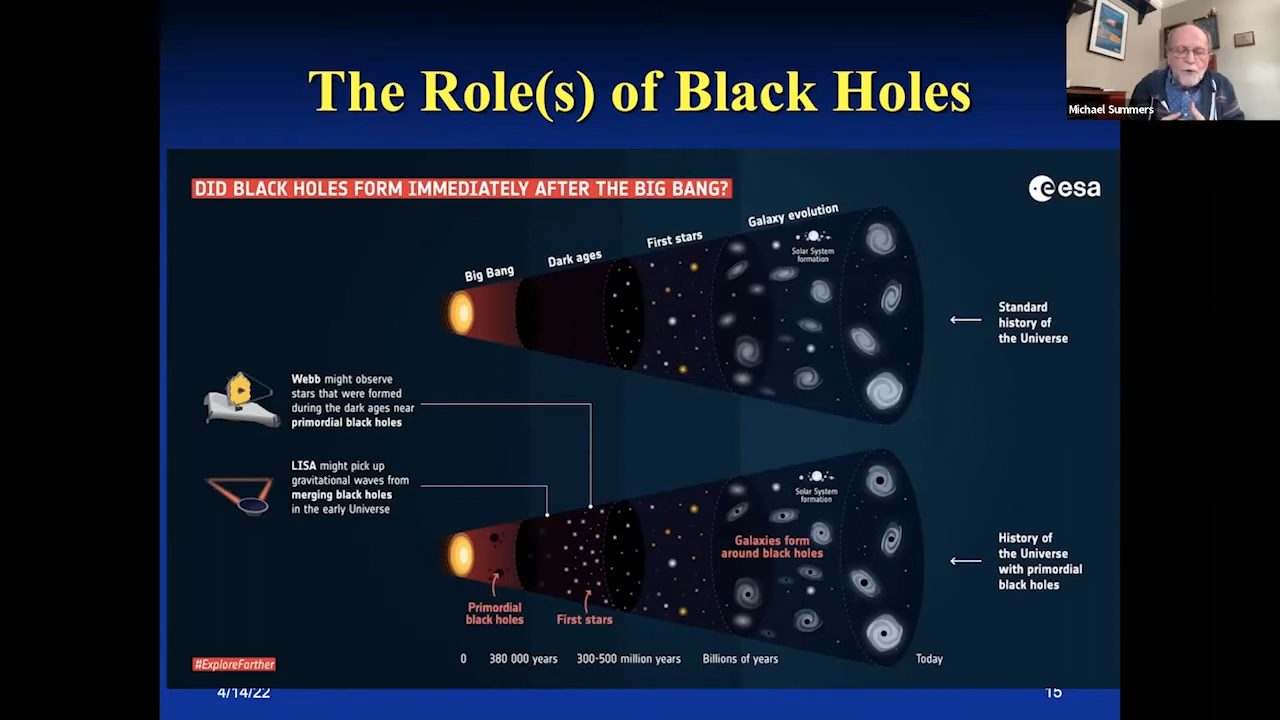 The Role(s) of Black Holes
Michael Summers
DID BLACK HOLES FORM IMMEDIATELY AFTER THE BIG BANG?
esa
Big Bang
Dark ages
First stars
Galaxy evolution
Solar System
formation
Standard
history of
the Universe
Webb might observe
stars that were formed
during the dark ages near
primordial black holes
LISA might pick up
gravitational waves from
merging black holes
in the early Universe
Solar System
formation
Galaxies form
around black holes
History of
the Universe
with primordial
black holes
Primordial
black holes
First stars
0
380 000 years
300-500 million years
Billions of years
Today
#ExploreFarther
4/14/22
15